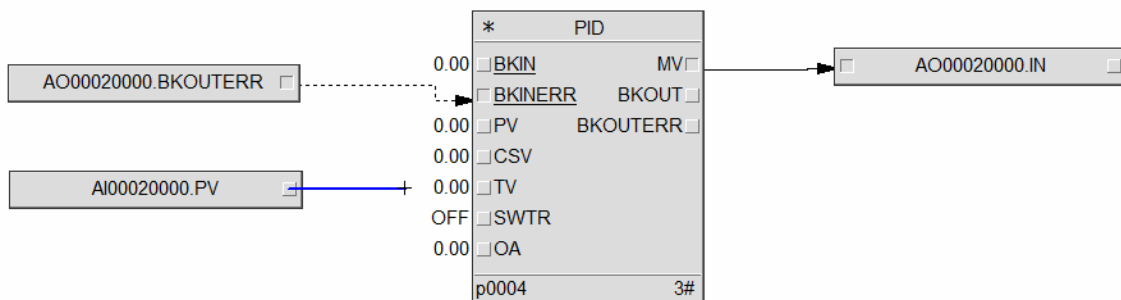 * PID
0.00 BKIN MV
AO00020000.IN
AO00020000.BKOUTERR
BKINERR BKOUT
0.00 PV BKOUTERR
0.00 CSV
AI00020000.PV
0.00 TV
OFF SWTR
0.00 OA
p0004 3#